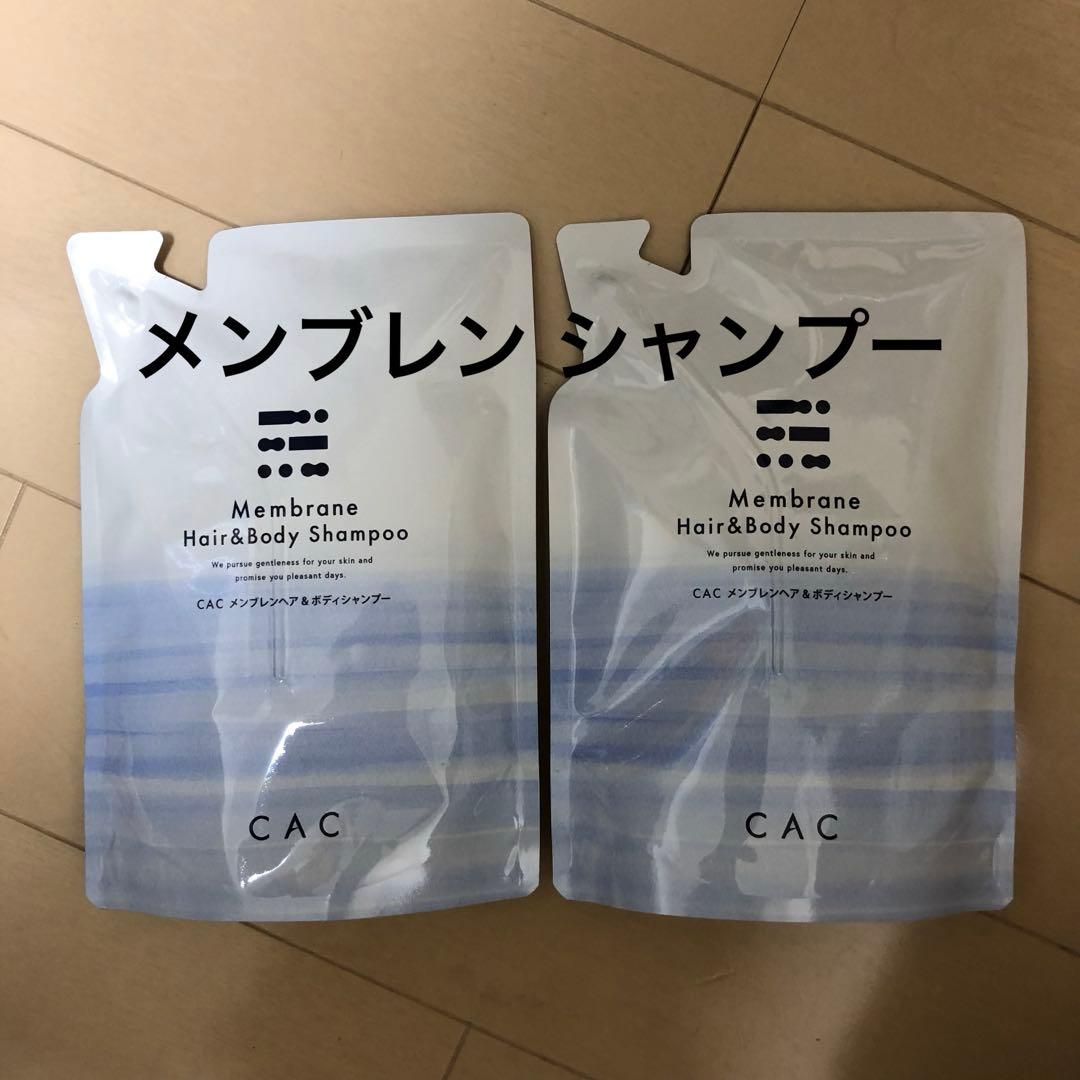 メンブレン シャンプー
Membrane
Hair&Body Shampoo
We pursue gentleness for your skin and
promise you pleasant days.
CAC メンブレンヘア&ボディシャンプー
CAC
Membrane
Hair&Body Shampoo
We pursue gentleness for your skin and
promise you pleasant days.
CAC メンブレンヘア&ボディシャンプー
CAC